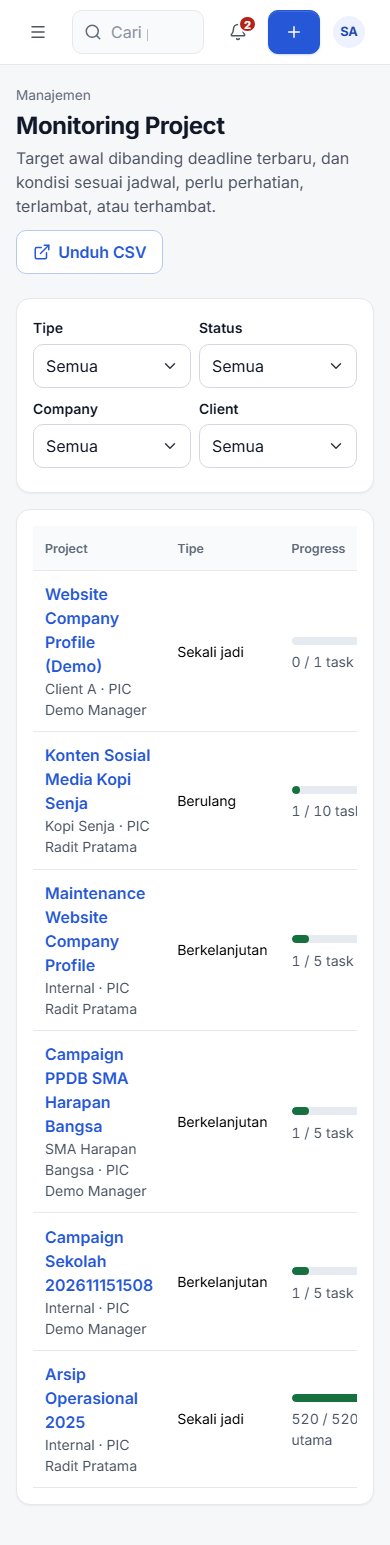 Cari
2
+
SA
Manajemen
Monitoring Project
Target awal dibanding deadline terbaru, dan
kondisi sesuai jadwal, perlu perhatian,
terlambat, atau terhambat.
Unduh CSV
Tipe
Status
Semua
Semua
Company
Client
Semua
Semua
Project
Tipe
Progress
Website
Company
Profile
(Demo)
Client A · PIC
Demo Manager
Sekali jadi
0 / 1 task
Konten Sosial
Media Kopi
Senja
Kopi Senja · PIC
Radit Pratama
Berulang
1 / 10 task
Maintenance
Website
Company
Profile
Internal · PIC
Radit Pratama
Berkelanjutan
1 / 5 task
Campaign
PPDB SMA
Harapan
Bangsa
SMA Harapan
Bangsa · PIC
Demo Manager
Berkelanjutan
1 / 5 task
Campaign
Sekolah
202611151508
Internal · PIC
Demo Manager
Berkelanjutan
1 / 5 task
Arsip
Operasional
2025
Internal · PIC
Radit Pratama
Sekali jadi
520 / 520
utama